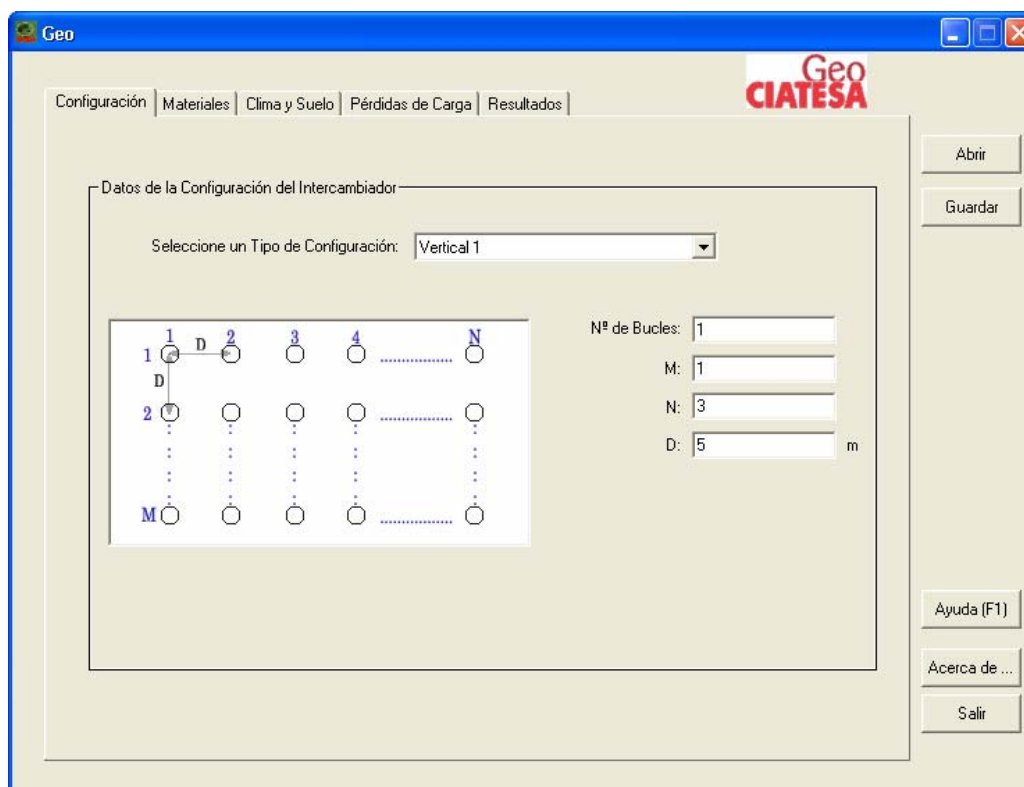 Geo
Geo
CIATESA
Configuración Materiales Clima y Suelo Pérdidas de Carga Resultados
Abrir
Guardar
Datos de la Configuración del Intercambiador
Seleccione un Tipo de Configuración: Vertical 1
1 2 3 4 N
1 D
D
2
M
Nº de Bucles: 1
M: 1
N: 3
D: 5 m
Ayuda (F1)
Acerca de ...
Salir